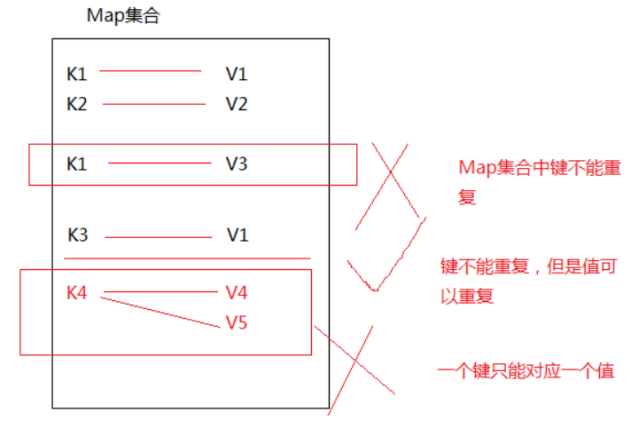 Map集合
K1 V1
K2 V2
K1 V3
Map集合中键不能重
复
K3 V1
键不能重复，但是值可
以重复
K4 V4
V5
一个键只能对应一个值